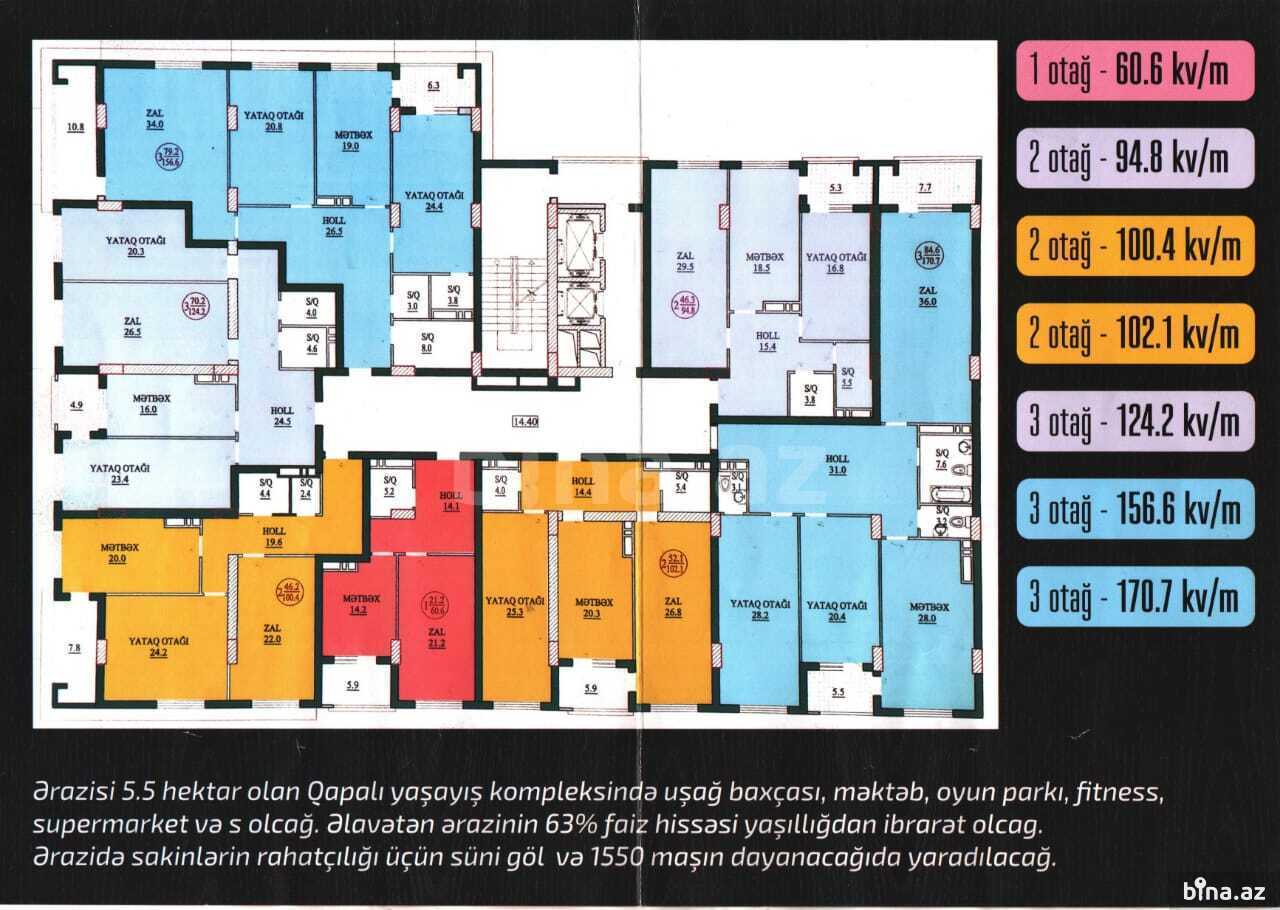 1 otağ - 60.6 kv/m
2 otağ - 94.8 kv/m
2 otağ - 100.4 kv/m
2 otağ - 102.1 kv/m
3 otağ - 124.2 kv/m
3 otağ - 156.6 kv/m
3 otağ - 170.7 kv/m
10.8
ZAL
34.0
3 79.2
156.6
YATAQ OTAĞI
20.8
MƏTBƏX
19.0
6.3
YATAQ OTAĞI
24.4
HOLL
26.5
S/Q
3.0
S/Q
3.8
S/Q
8.0
YATAQ OTAĞI
20.3
ZAL
26.5
3 70.2
124.2
S/Q
4.0
S/Q
4.6
4.9
MƏTBƏX
16.0
HOLL
24.5
YATAQ OTAĞI
23.4
14.40
ZAL
29.5
2 46.3
94.8
MƏTBƏX
18.5
5.3
YATAQ OTAĞI
16.8
HOLL
15.4
S/Q
3.8
S/Q
5.5
7.7
3 84.6
170.7
ZAL
36.0
HOLL
31.0
S/Q
7.6
S/Q
3.1
S/Q
3.2
YATAQ OTAĞI
28.2
YATAQ OTAĞI
20.4
MƏTBƏX
28.0
5.5
S/Q
4.4
S/Q
2.4
HOLL
19.6
MƏTBƏX
20.0
7.8
YATAQ OTAĞI
24.2
2 46.2
100.4
ZAL
22.0
S/Q
5.2
HOLL
14.1
MƏTBƏX
14.2
1 21.2
60.6
ZAL
21.2
5.9
S/Q
4.0
HOLL
14.4
S/Q
5.4
YATAQ OTAĞI
25.3
MƏTBƏX
20.3
2 52.1
102.1
ZAL
26.8
5.9
bina.az
Ərazisi 5.5 hektar olan Qapalı yaşayış kompleksində uşağ baxçası, məktəb, oyun parkı, fitness,
supermarket və s olcağ. Əlavətən ərazinin 63% faiz hissəsi yaşıllığdan ibrarət olcag.
Ərazidə sakinlərin rahatçılığı üçün süni göl və 1550 maşın dayanacağıda yaradılacağ.
bina.az